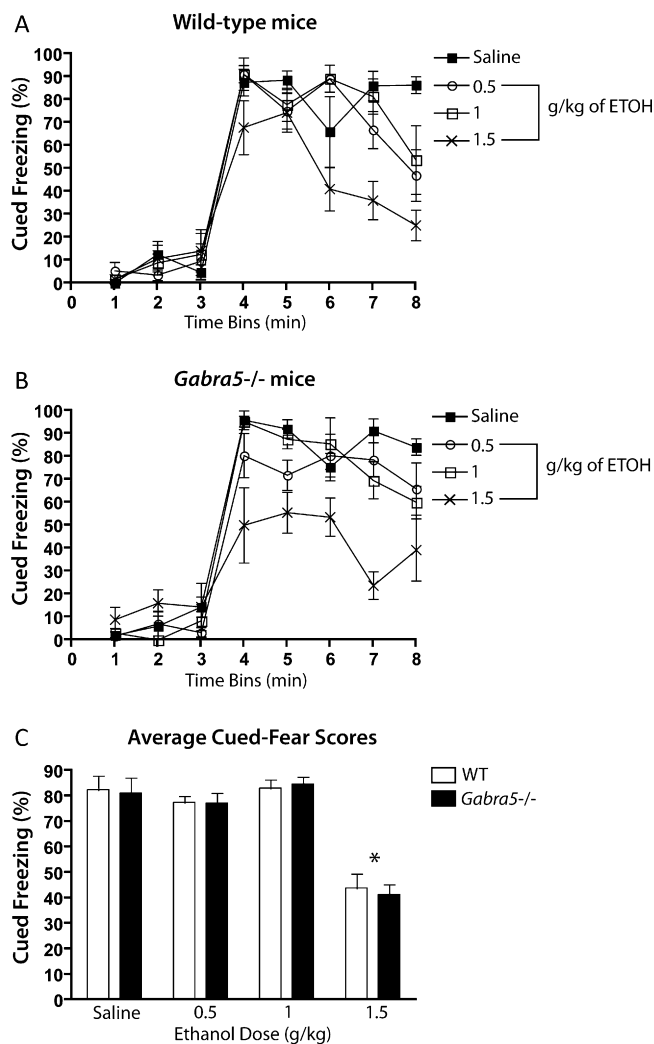 A
Wild-type mice
Cued Freezing (%)
100
90
80
70
60
50
40
30
20
10
0
0 1 2 3 4 5 6 7 8
Time Bins (min)
Saline
0.5
1
1.5
g/kg of ETOH
B
Gabra5-/- mice
Cued Freezing (%)
100
90
80
70
60
50
40
30
20
10
0
0 1 2 3 4 5 6 7 8
Time Bins (min)
Saline
0.5
1
1.5
g/kg of ETOH
C
Average Cued-Fear Scores
Cued Freezing (%)
90
80
70
60
50
40
30
20
10
0
*
Saline 0.5 1 1.5
Ethanol Dose (g/kg)
WT
Gabra5-/-